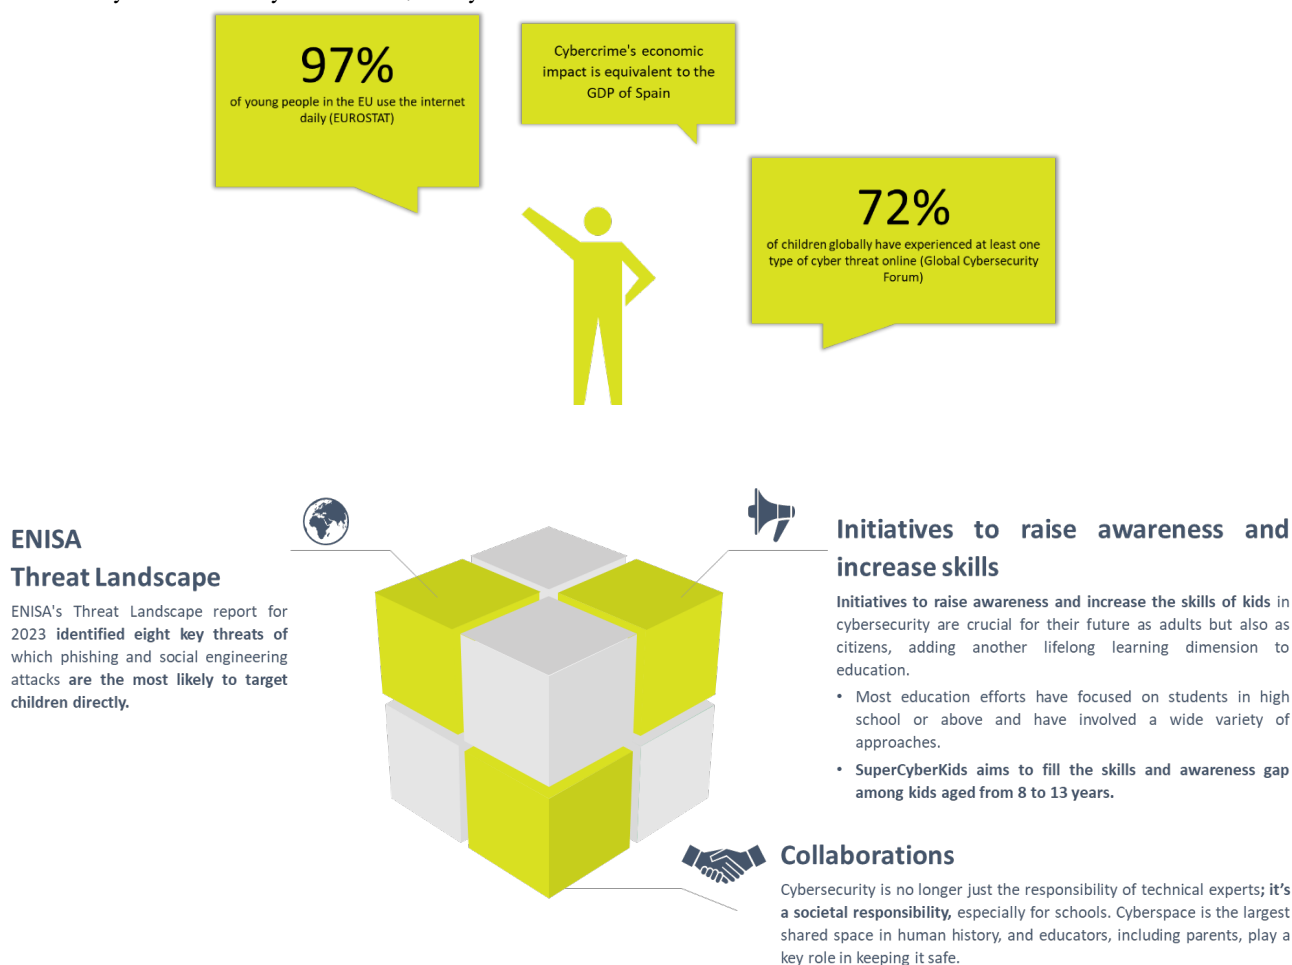 97%
of young people in the EU use the internet
daily (EUROSTAT)
Cybercrime's economic
impact is equivalent to the
GDP of Spain
72%
of children globally have experienced at least one
type of cyber threat online (Global Cybersecurity
Forum)
ENISA
Threat Landscape
ENISA's Threat Landscape report for
2023 identified eight key threats of
which phishing and social engineering
attacks are the most likely to target
children directly.
Initiatives to raise awareness and
increase skills
Initiatives to raise awareness and increase the skills of kids in
cybersecurity are crucial for their future as adults but also as
citizens, adding another lifelong learning dimension to
education.
• Most education efforts have focused on students in high
school or above and have involved a wide variety of
approaches.
• SuperCyberKids aims to fill the skills and awareness gap
among kids aged from 8 to 13 years.
Collaborations
Cybersecurity is no longer just the responsibility of technical experts; it's
a societal responsibility, especially for schools. Cyberspace is the largest
shared space in human history, and educators, including parents, play a
key role in keeping it safe.